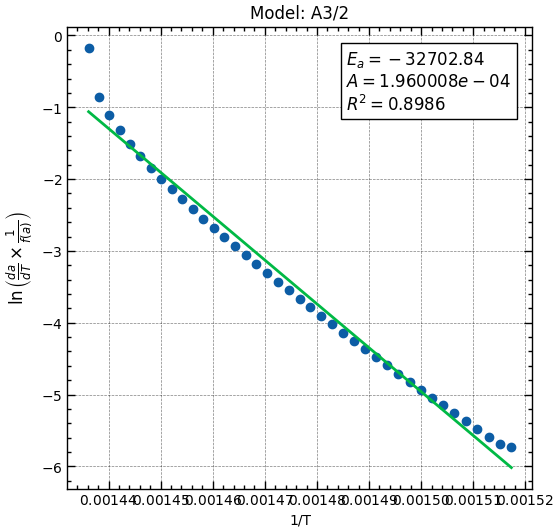 Model: A3/2
0
−1
−2
−3
−4
−5
−6
ln (da/dT × 1/f(a))
E_a = −32702.84
A = 1.960008e − 04
R² = 0.8986
0.00144 0.00145 0.00146 0.00147 0.00148 0.00149 0.00150 0.00151 0.00152
1/T